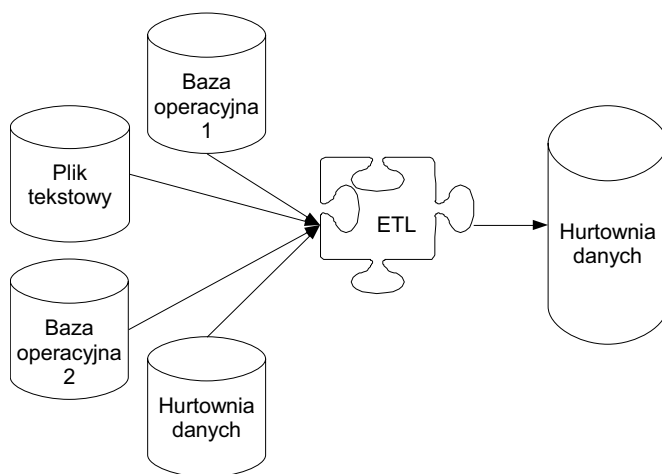 Baza
operacyjna
1
Plik
tekstowy
Baza
operacyjna
2
Hurtownia
danych
ETL
Hurtownia
danych